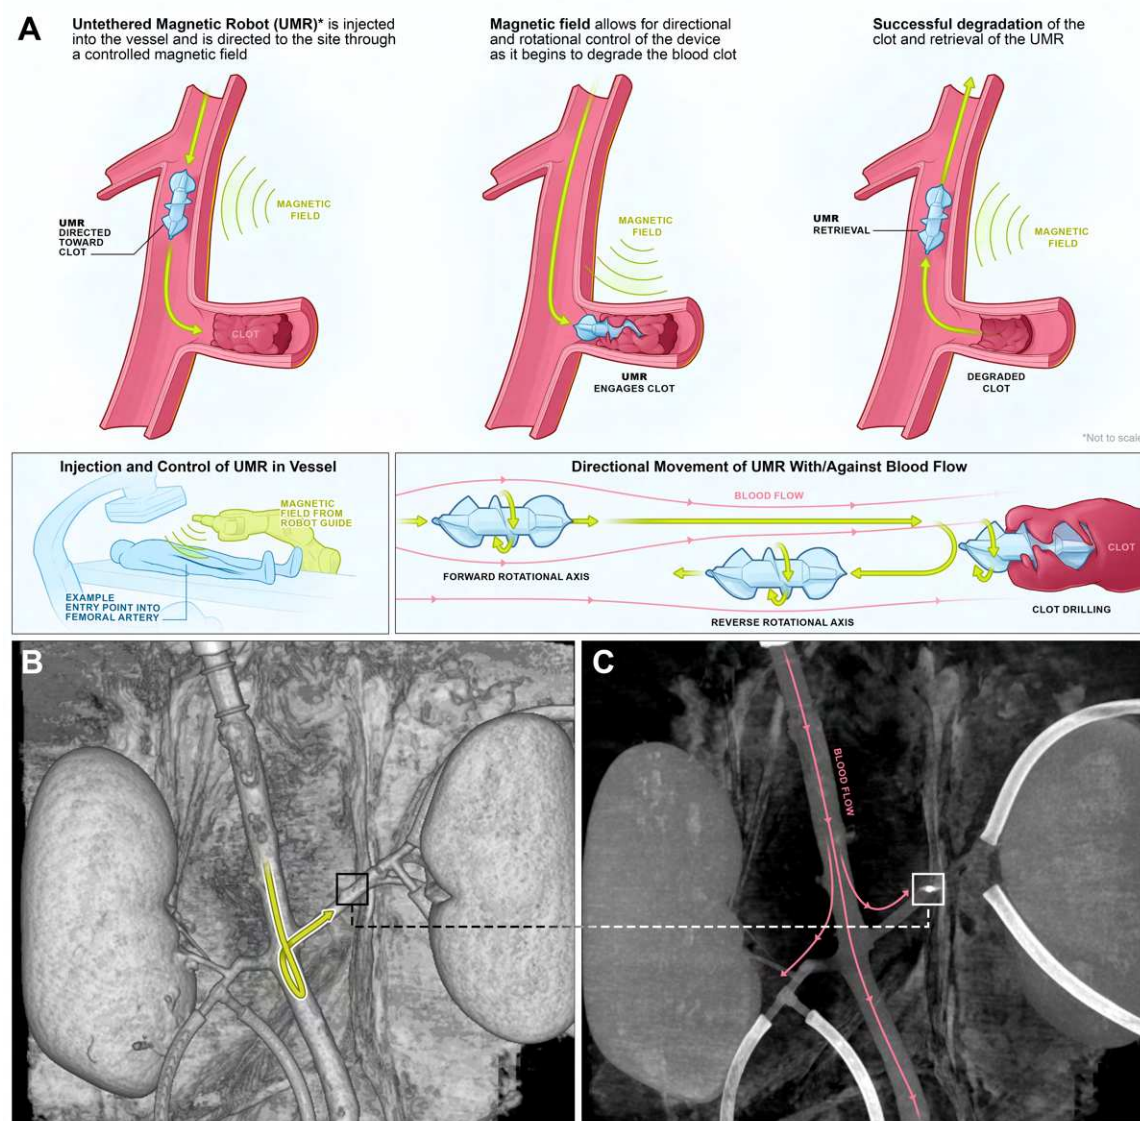 A
Untethered Magnetic Robot (UMR)* is injected
into the vessel and is directed to the site through
a controlled magnetic field
Magnetic field allows for directional
and rotational control of the device
as it begins to degrade the blood clot
Successful degradation of the
clot and retrieval of the UMR
MAGNETIC
FIELD
UMR
DIRECTED
TOWARD
CLOT
CLOT
MAGNETIC
FIELD
UMR
ENGAGES CLOT
UMR
RETRIEVAL
MAGNETIC
FIELD
DEGRADED
CLOT
*Not to scale
Injection and Control of UMR in Vessel
MAGNETIC
FIELD FROM
ROBOT GUIDE
EXAMPLE
ENTRY POINT INTO
FEMORAL ARTERY
Directional Movement of UMR With/Against Blood Flow
BLOOD FLOW
FORWARD ROTATIONAL AXIS
REVERSE ROTATIONAL AXIS
CLOT
CLOT DRILLING
B
C
BLOOD FLOW